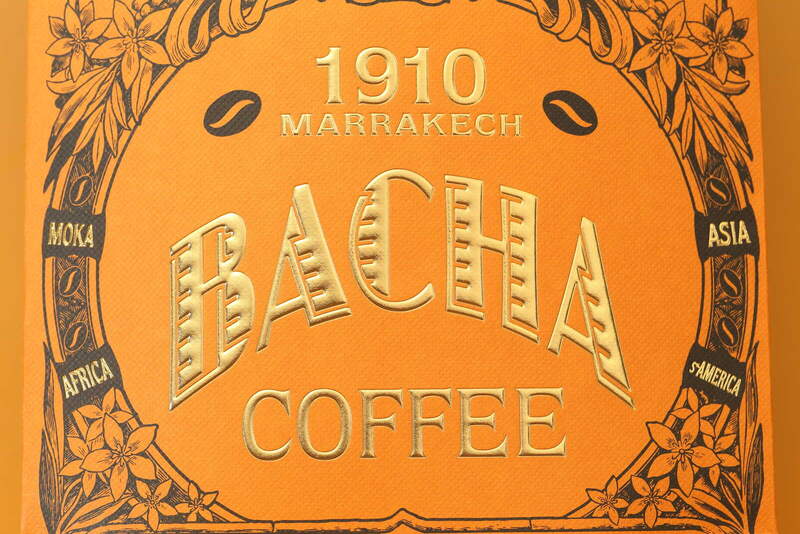 1910
MARRAKECH
BACHA
COFFEE
MOKA
ASIA
AFRICA
S.AMERICA